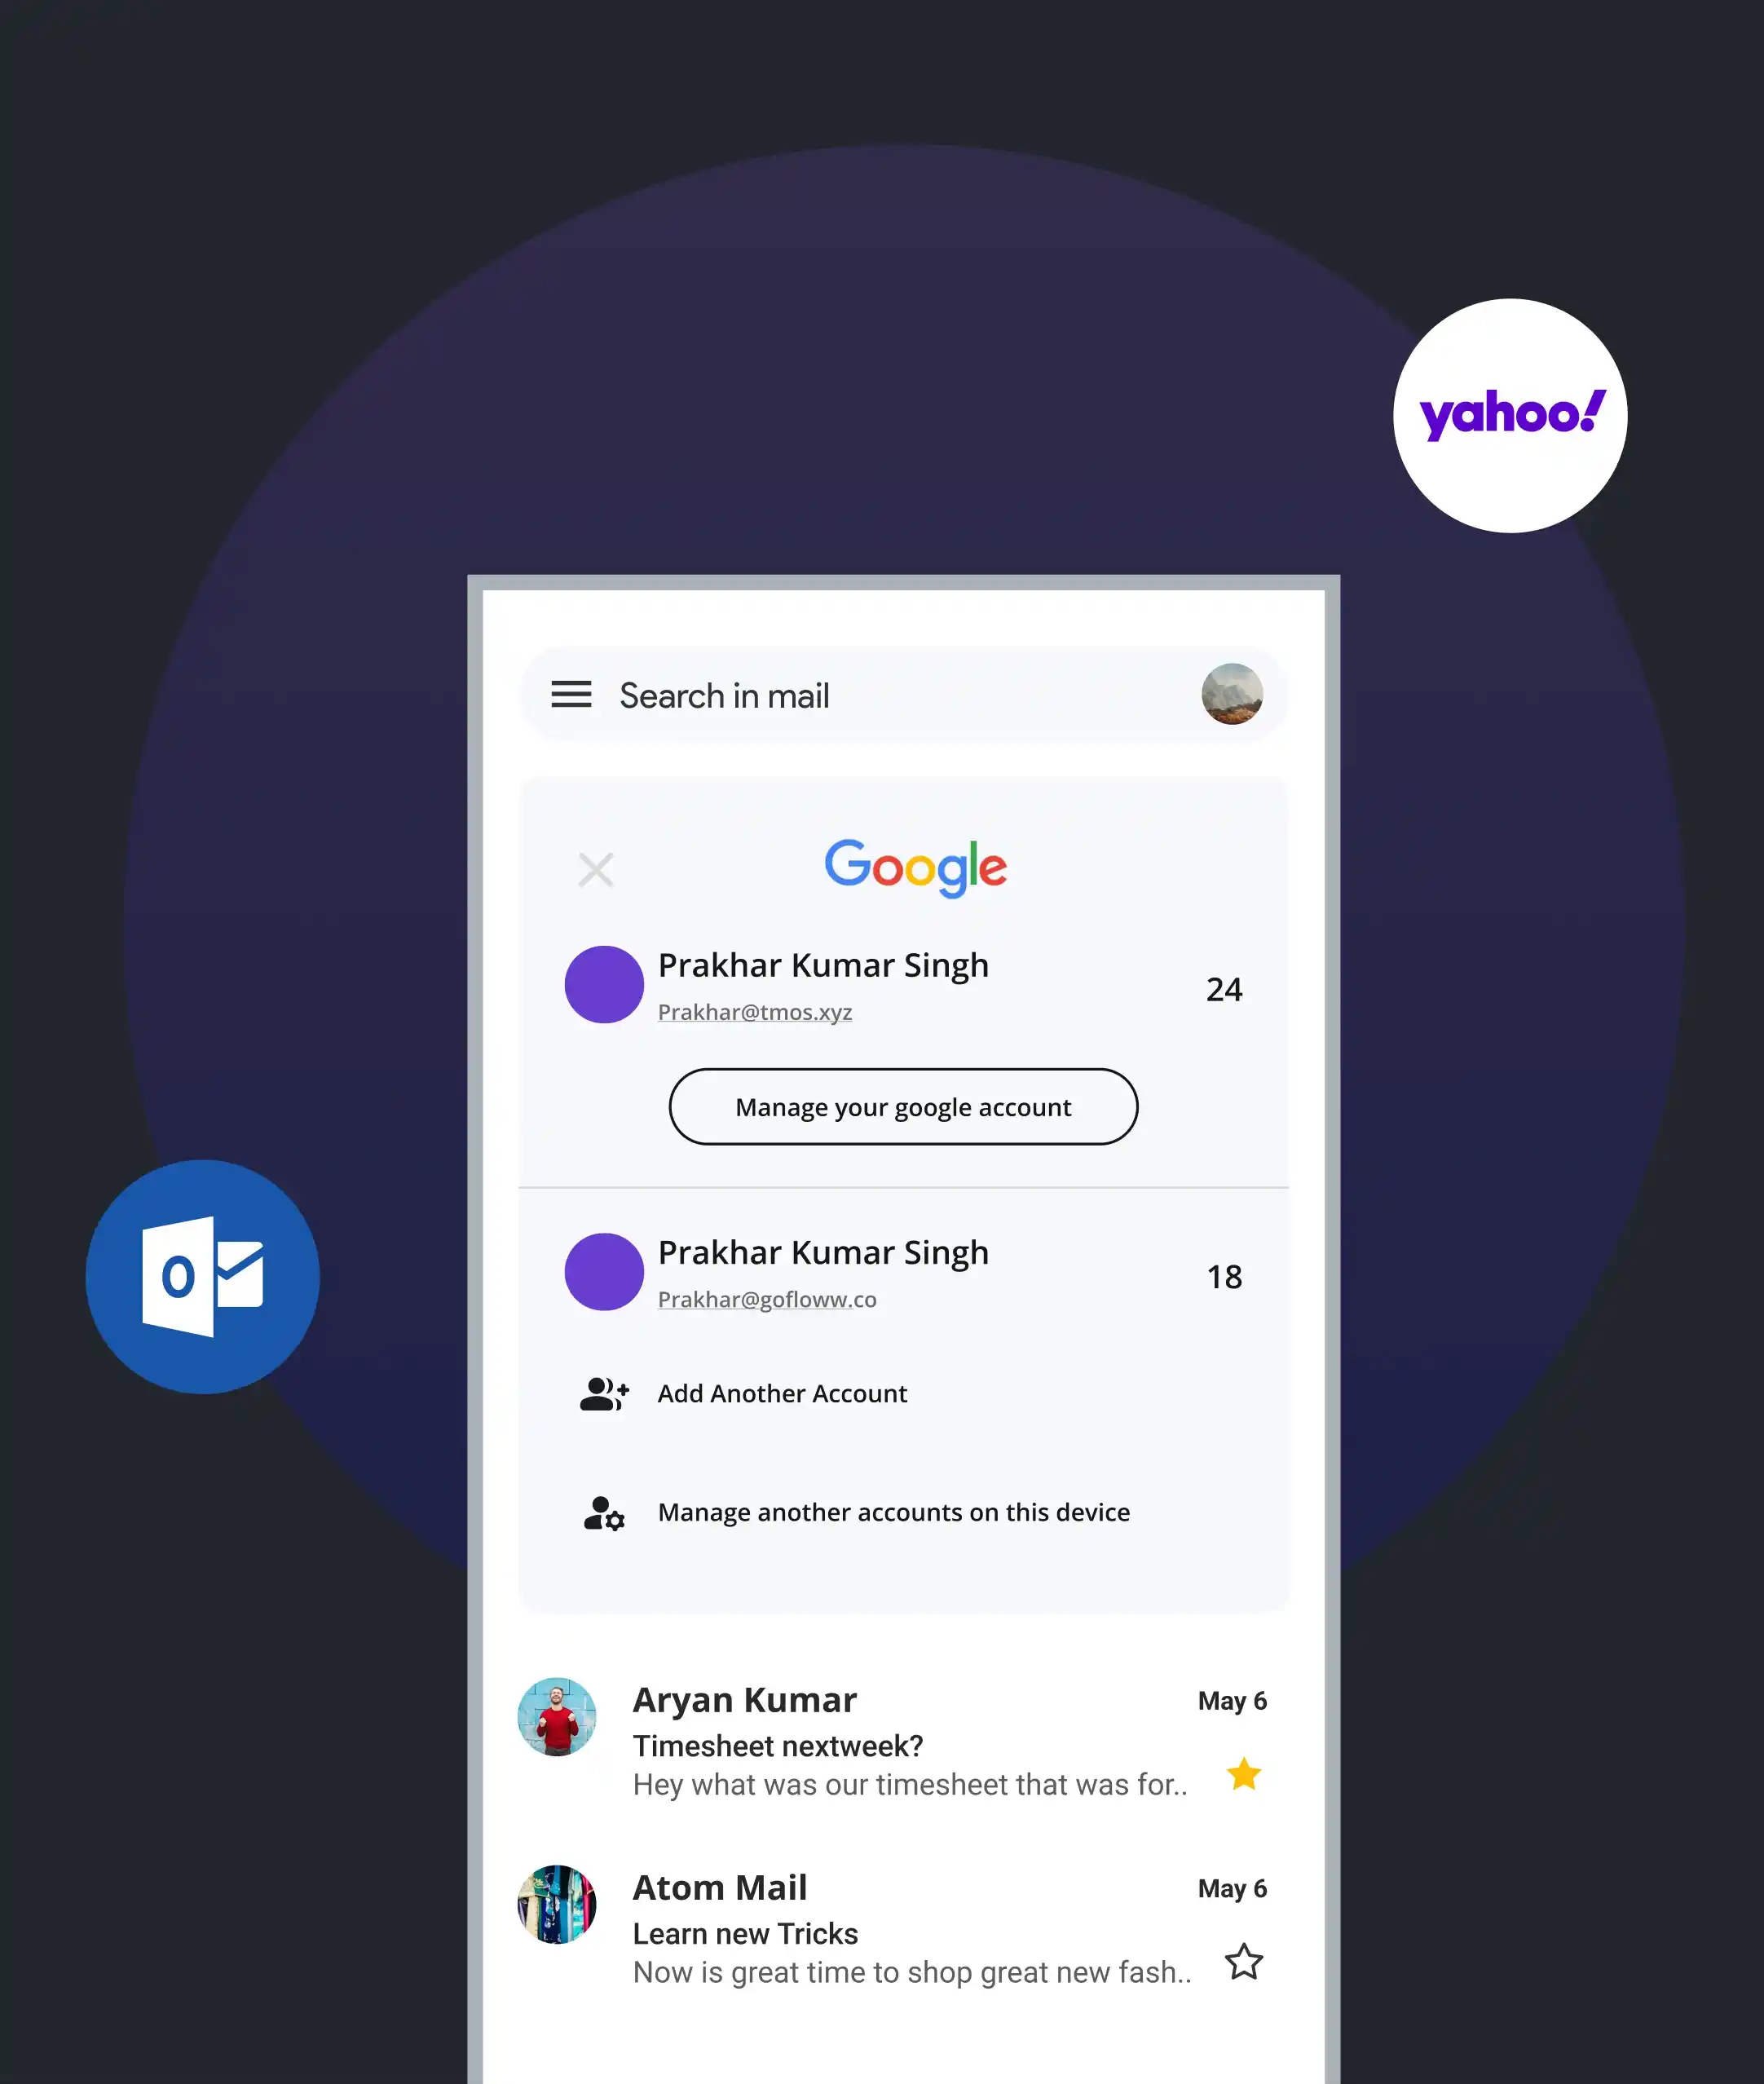 yahoo!
Search in mail
Google
Prakhar Kumar Singh
Prakhar@tmos.xyz
24
Manage your google account
Prakhar Kumar Singh
Prakhar@gofloww.co
18
O
Add Another Account
Manage another accounts on this device
Aryan Kumar
May 6
Timesheet nextweek?
Hey what was our timesheet that was for..
Atom Mail
May 6
Learn new Tricks
Now is great time to shop great new fash..